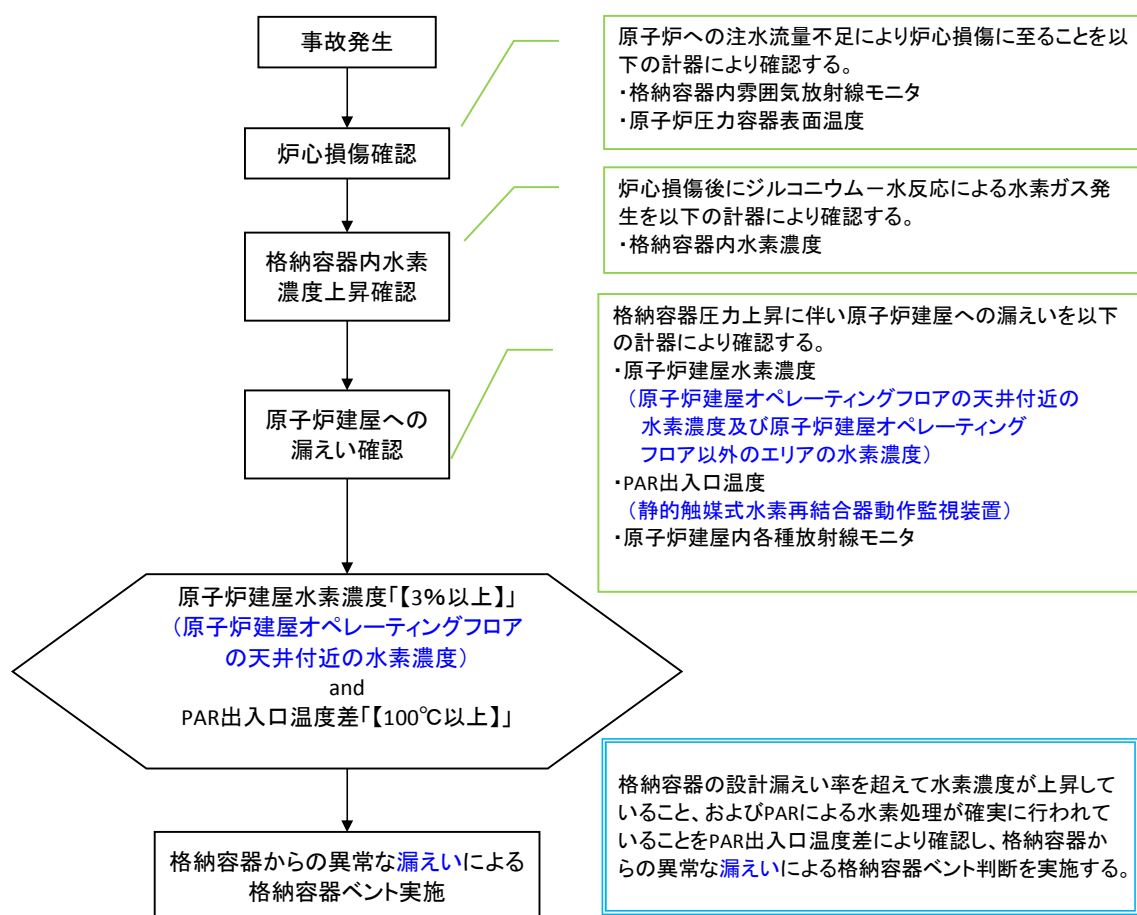 事故発生
原子炉への注水流量不足により炉心損傷に至ることを以
下の計器により確認する。
・格納容器内雰囲気放射線モニタ
・原子炉圧力容器表面温度
炉心損傷確認
炉心損傷後にジルコニウム－水反応による水素ガス発
生を以下の計器により確認する。
・格納容器内水素濃度
格納容器内水素
濃度上昇確認
格納容器圧力上昇に伴い原子炉建屋への漏えいを以下
の計器により確認する。
・原子炉建屋水素濃度
（原子炉建屋オペレーティングフロアの天井付近の
水素濃度及び原子炉建屋オペレーティング
フロア以外のエリアの水素濃度）
・PAR出入口温度
（静的触媒式水素再結合器動作監視装置）
・原子炉建屋内各種放射線モニタ
原子炉建屋への
漏えい確認
原子炉建屋水素濃度「【3%以上】」
（原子炉建屋オペレーティングフロア
の天井付近の水素濃度）
and
PAR出入口温度差「【100℃以上】」
格納容器の設計漏えい率を超えて水素濃度が上昇して
いること、およびPARによる水素処理が確実に行われて
いることをPAR出入口温度差により確認し、格納容器か
らの異常な漏えいによる格納容器ベント判断を実施する。
格納容器からの異常な漏えいによる
格納容器ベント実施